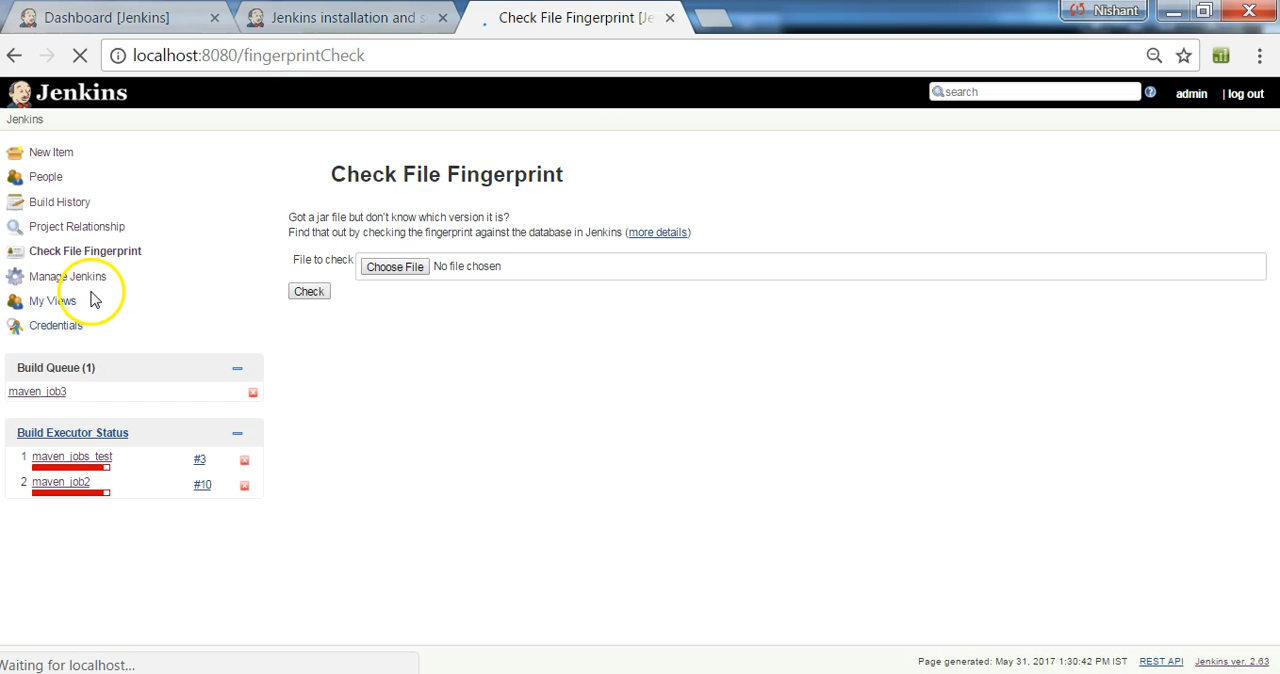 Dashboard [Jenkins]
Jenkins installation and s
Check File Fingerprint [Je
Nishant
localhost:8080/fingerprintCheck
Jenkins
search
admin
| log out
Jenkins
New Item
People
Build History
Project Relationship
Check File Fingerprint
Manage Jenkins
My Views
Credentials
Check File Fingerprint
Got a jar file but don't know which version it is?
Find that out by checking the fingerprint against the database in Jenkins (more details)
File to check
Choose File No file chosen
Check
Build Queue (1)
maven_job3
Build Executor Status
1 maven_jobs_test #3
2 maven_job2 #10
Waiting for localhost...
Page generated: May 31, 2017 1:30:42 PM IST REST API Jenkins ver. 2.63